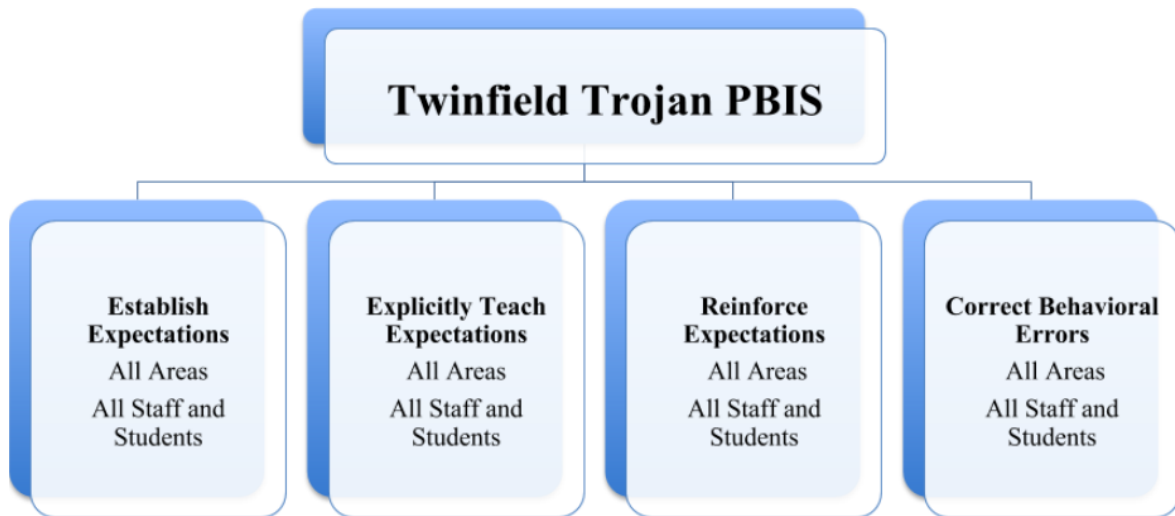 Twinfield Trojan PBIS
Establish
Expectations
All Areas
All Staff and
Students
Explicitly Teach
Expectations
All Areas
All Staff and
Students
Reinforce
Expectations
All Areas
All Staff and
Students
Correct Behavioral
Errors
All Areas
All Staff and
Students